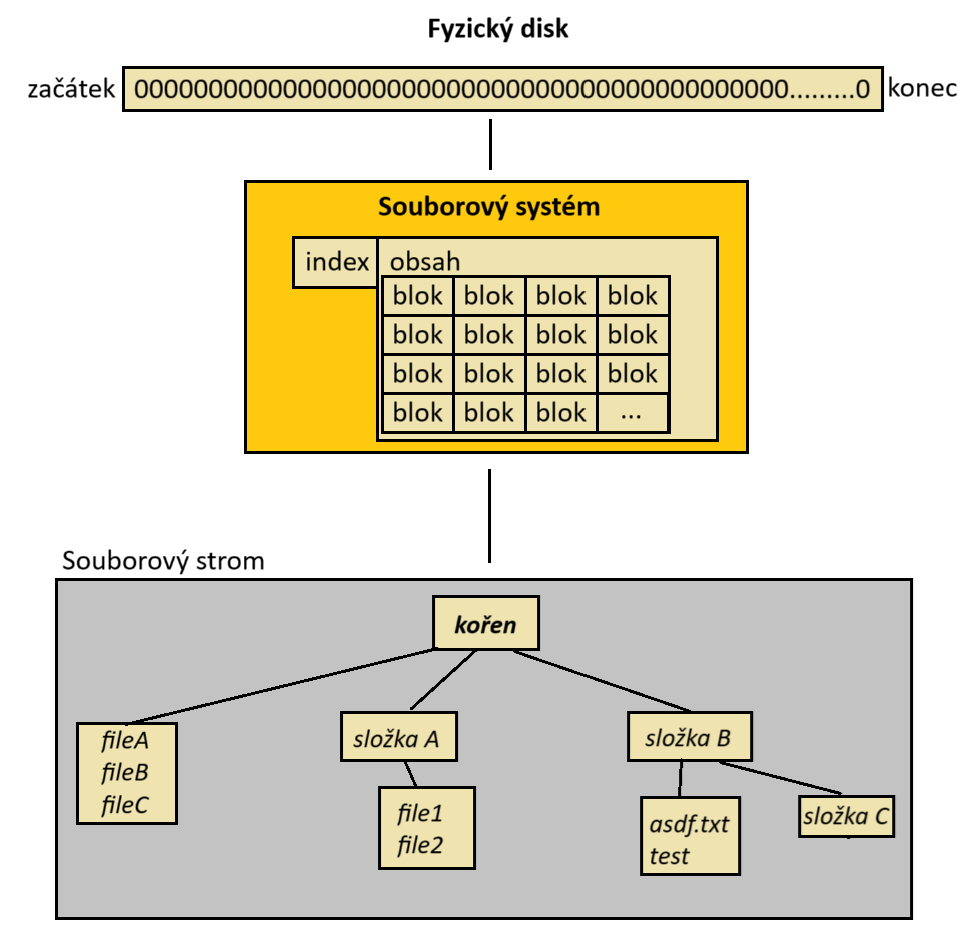 Fyzický disk
začátek 00000000000000000000000000000000000000000000.........0 konec
Souborový systém
index obsah
blok blok blok blok
blok blok blok blok
blok blok blok blok
blok blok blok ...
Souborový strom
kořen
fileA
fileB
fileC
složka A
složka B
file1
file2
asdf.txt
test
složka C